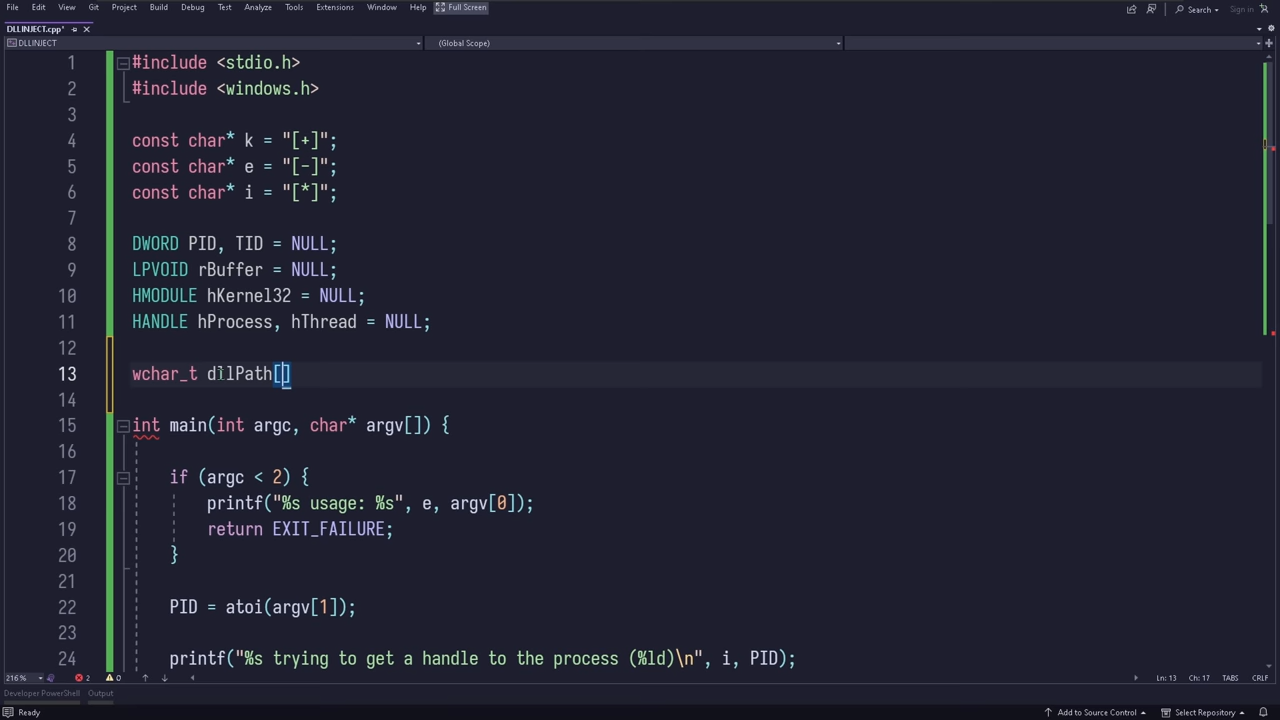 File Edit View Git Project Build Debug Test Analyze Tools Extensions Window Help Full Screen Search Sign in
DLLINJECT.cpp*
DLLINJECT (Global Scope)
1 #include <stdio.h>
2 #include <windows.h>
3
4 const char* k = "[+]";
5 const char* e = "[-]";
6 const char* i = "[*]";
7
8 DWORD PID, TID = NULL;
9 LPVOID rBuffer = NULL;
10 HMODULE hKernel32 = NULL;
11 HANDLE hProcess, hThread = NULL;
12
13 wchar_t dllPath[]
14
15 int main(int argc, char* argv[]) {
16
17 if (argc < 2) {
18 printf("%s usage: %s", e, argv[0]);
19 return EXIT_FAILURE;
20 }
21
22 PID = atoi(argv[1]);
23
24 printf("%s trying to get a handle to the process (%ld)\n", i, PID);
216 % 2 0 Ln: 13 Ch: 17 TABS CRLF
Developer PowerShell Output
Ready Add to Source Control Select Repository